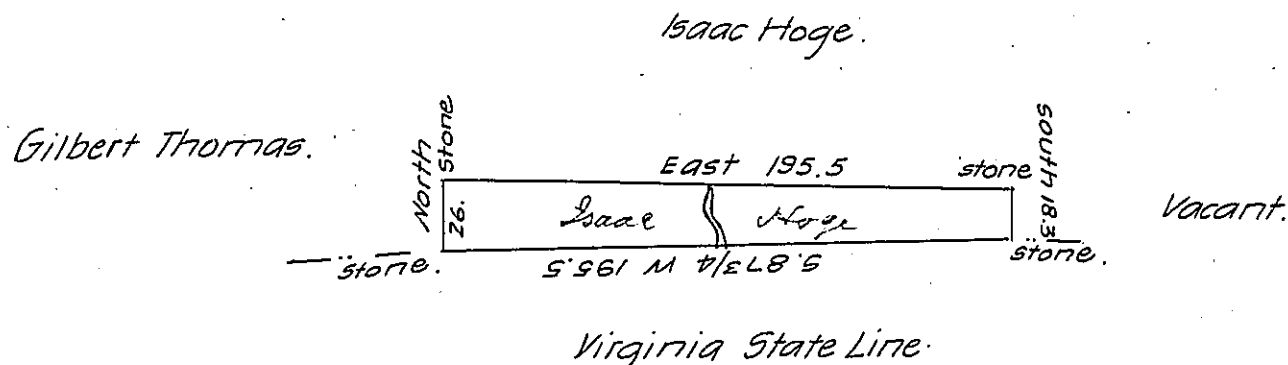 Isaac Hoge.
Gilbert Thomas.
North
stone
East 195.5
stone
South 18.3
Vacant.
26.
Isaac Hoge
stone.
S. 87 3/4 W 195.5
stone.
Virginia State Line.